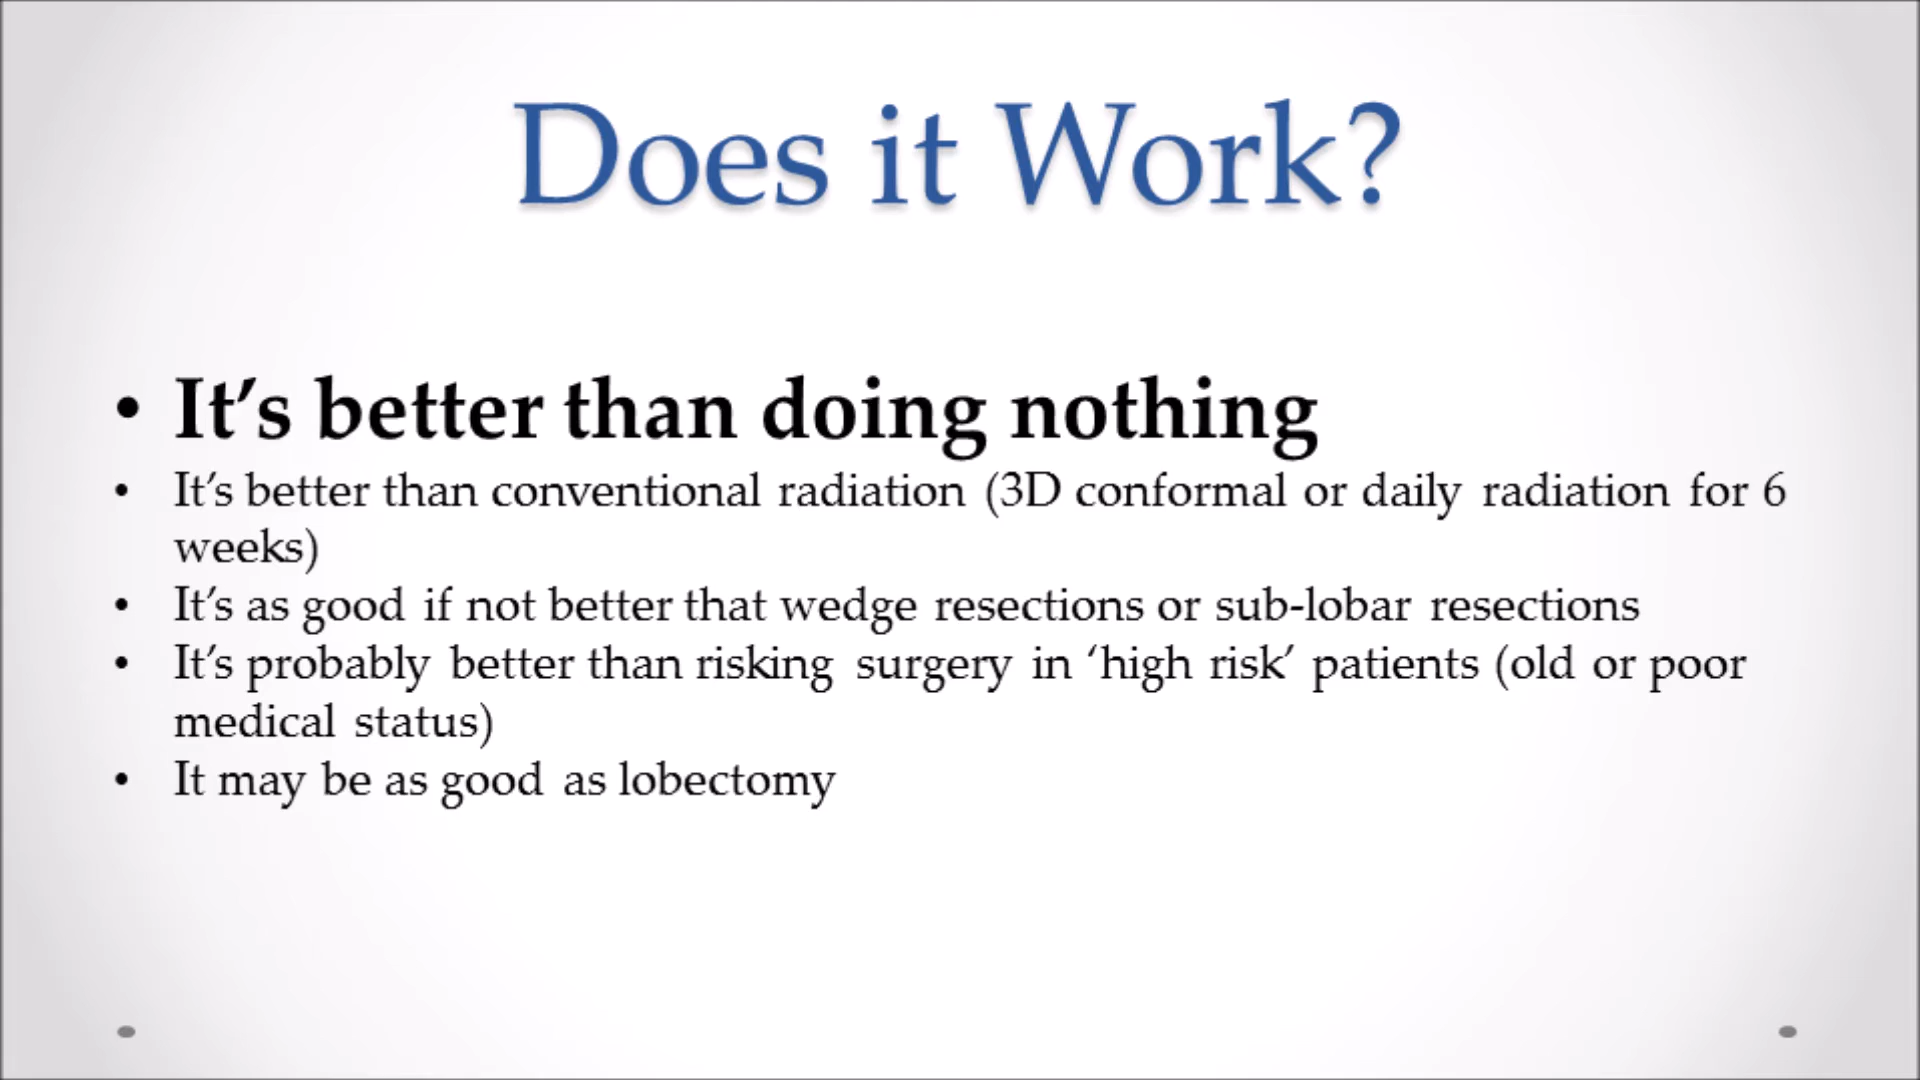 Does it Work?
• It’s better than doing nothing
• It’s better than conventional radiation (3D conformal or daily radiation for 6
weeks)
• It’s as good if not better that wedge resections or sub-lobar resections
• It’s probably better than risking surgery in ‘high risk’ patients (old or poor
medical status)
• It may be as good as lobectomy